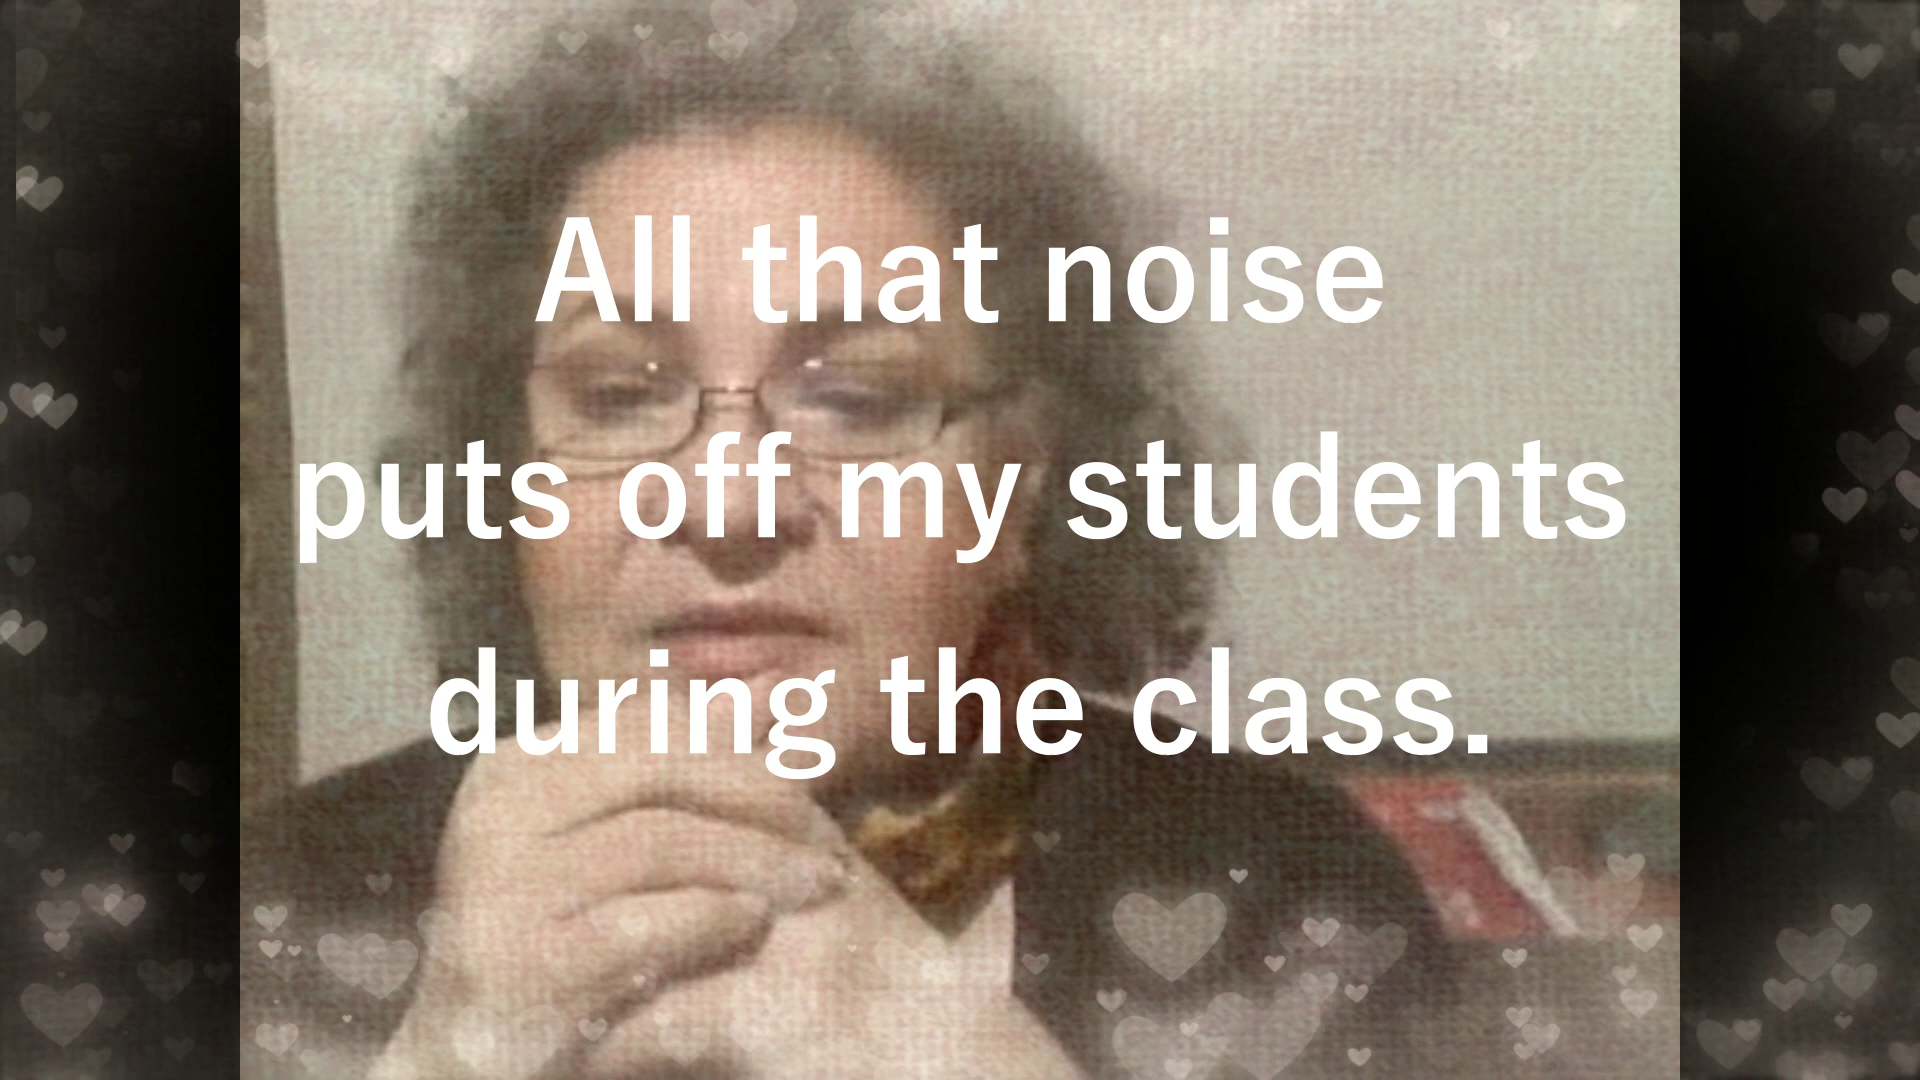 All that noise
puts off my students
during the class.